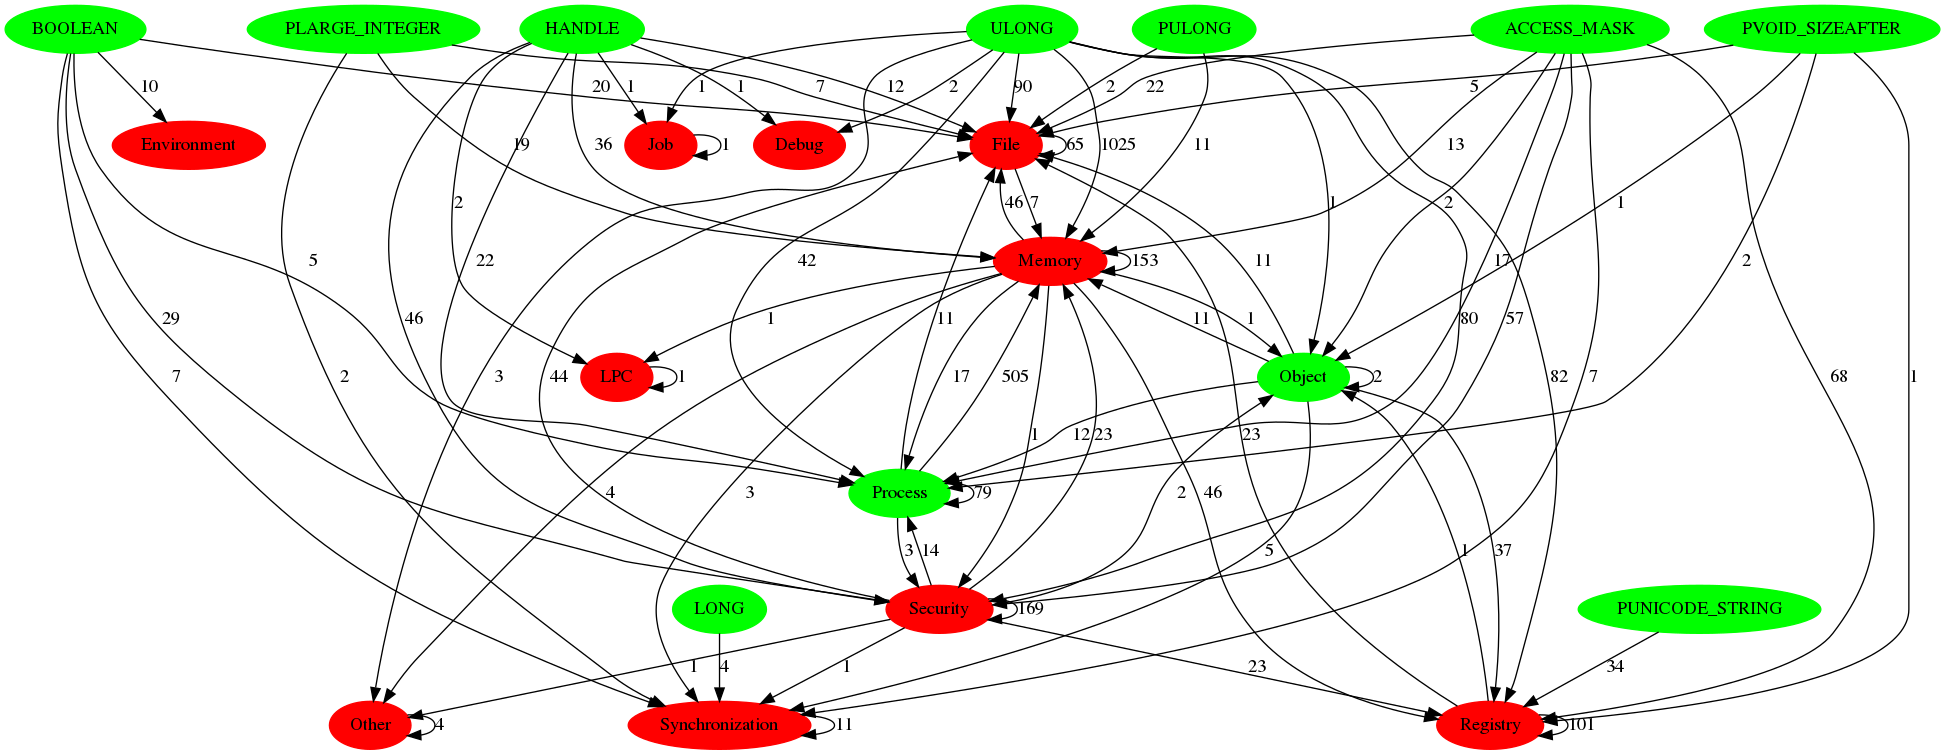 BOOLEAN PLARGE_INTEGER HANDLE ULONG PULONG ACCESS_MASK PVOID_SIZEAFTER
10 20 1 1 7 12 1 2 90 2 22 5
Environment Job 1 Debug File 65 1025 11 13
19 36
2 46 7 1 2 1
5 22 42 Memory 153 11 17 2
29 46 1 3 17 505 1 23 11 1 80 57
7 2 3 44 LPC 1 Object 2 82 7 68 1
12 23
4 3 Process 79 2 46
3 14 5 1 37
LONG Security 169 PUNICODE_STRING
1 4 1 23 34
Other 4 Synchronization 11 Registry 101